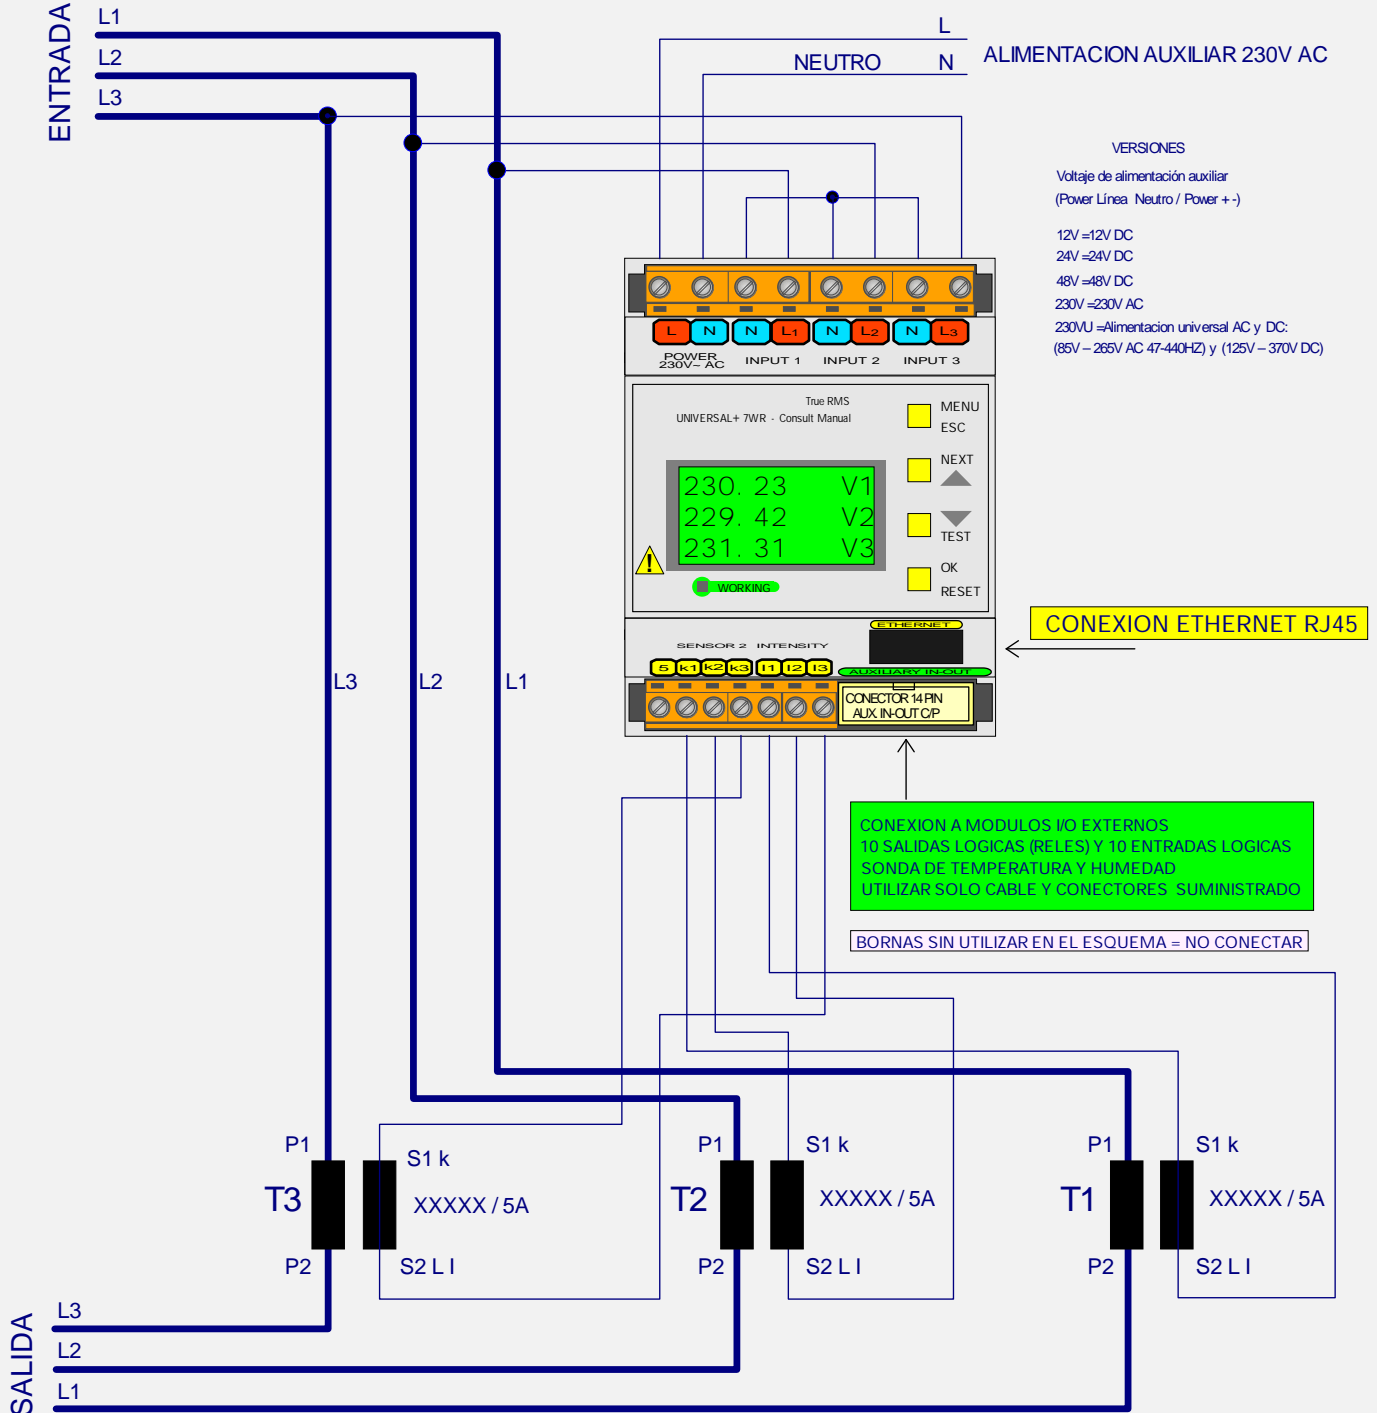 ENTRADA
L1
L2
L3
L
NEUTRO N
ALIMENTACION AUXILIAR 230V AC
VERSIONES
Voltaje de alimentación auxiliar
(Power Línea Neutro / Power + -)
12V =12V DC
24V =24V DC
48V =48V DC
230V =230V AC
230VU =Alimentacion universal AC y DC:
(85V – 265V AC 47-440HZ) y (125V – 370V DC)
L N N L1 N L2 N L3
POWER
230V~ AC
INPUT 1 INPUT 2 INPUT 3
True RMS
UNIVERSAL+ 7WR - Consult Manual
MENU
ESC
NEXT
TEST
OK
RESET
230. 23 V1
229. 42 V2
231. 31 V3
!
WORKING
ETHERNET
CONEXION ETHERNET RJ45
SENSOR 2 INTENSITY
5 k1 k2 k3 I1 I2 I3
AUXILIARY IN-OUT
CONECTOR 14 PIN
AUX. IN-OUT C/P
L3 L2 L1
CONEXION A MODULOS I/O EXTERNOS
10 SALIDAS LOGICAS (RELES) Y 10 ENTRADAS LOGICAS
SONDA DE TEMPERATURA Y HUMEDAD
UTILIZAR SOLO CABLE Y CONECTORES SUMINISTRADO
BORNAS SIN UTILIZAR EN EL ESQUEMA = NO CONECTAR
P1 S1 k
T3 XXXXX / 5A
P2 S2 L I
P1 S1 k
T2 XXXXX / 5A
P2 S2 L I
P1 S1 k
T1 XXXXX / 5A
P2 S2 L I
SALIDA
L3
L2
L1